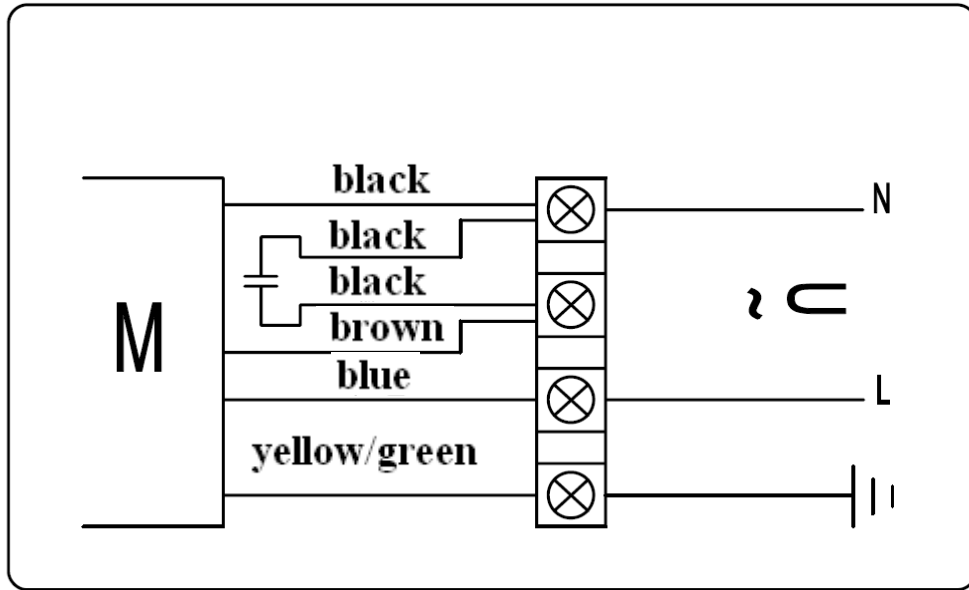 black
N
black
black
M
~ U
brown
blue
L
yellow/green